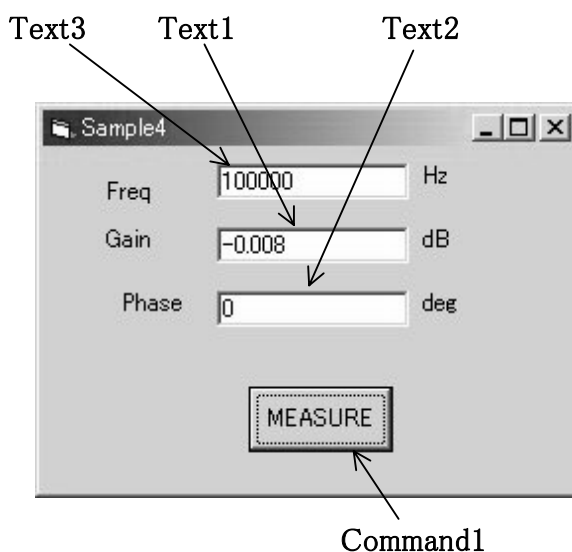 Text3 Text1 Text2
Sample4
Freq 100000 Hz
Gain -0.008 dB
Phase 0 deg
MEASURE
Command1